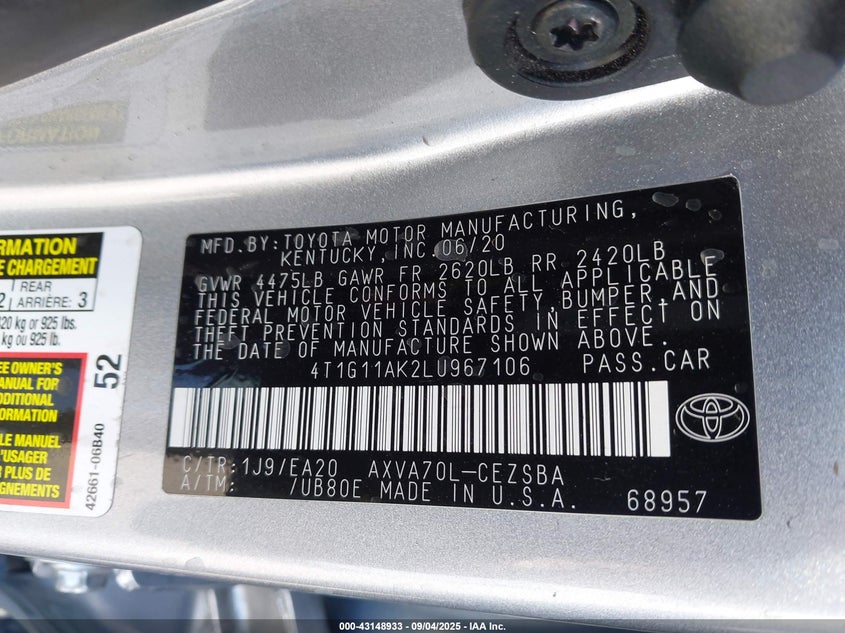 MFD.BY:TOYOTA MOTOR MANUFACTURING,
KENTUCKY, INC. 06/20
GVWR 4475LB GAWR FR 2620LB RR 2420LB
THIS VEHICLE CONFORMS TO ALL APPLICABLE
FEDERAL MOTOR VEHICLE SAFETY,BUMPER,AND
THEFT PREVENTION STANDARDS IN EFFECT ON
THE DATE OF MANUFACTURE SHOWN ABOVE.
4T1G11AK2LU967106 PASS.CAR
C/TR:1J9/EA20 AXVA70L-CEZSBA
A/TM: /UB80E MADE IN U.S.A.
68957
RMATION
E CHARGEMENT
1 REAR
2 ARRIÈRE: 3
420 kg or 925 lbs.
kg ou 925 lb.
EE OWNER'S
ANUAL FOR
ADDITIONAL
FORMATION
LE MANUEL
'USAGER
R PLUS DE
GNEMENTS
52
42661-06B40
000-43148933 - 09/04/2025 - IAA Inc.